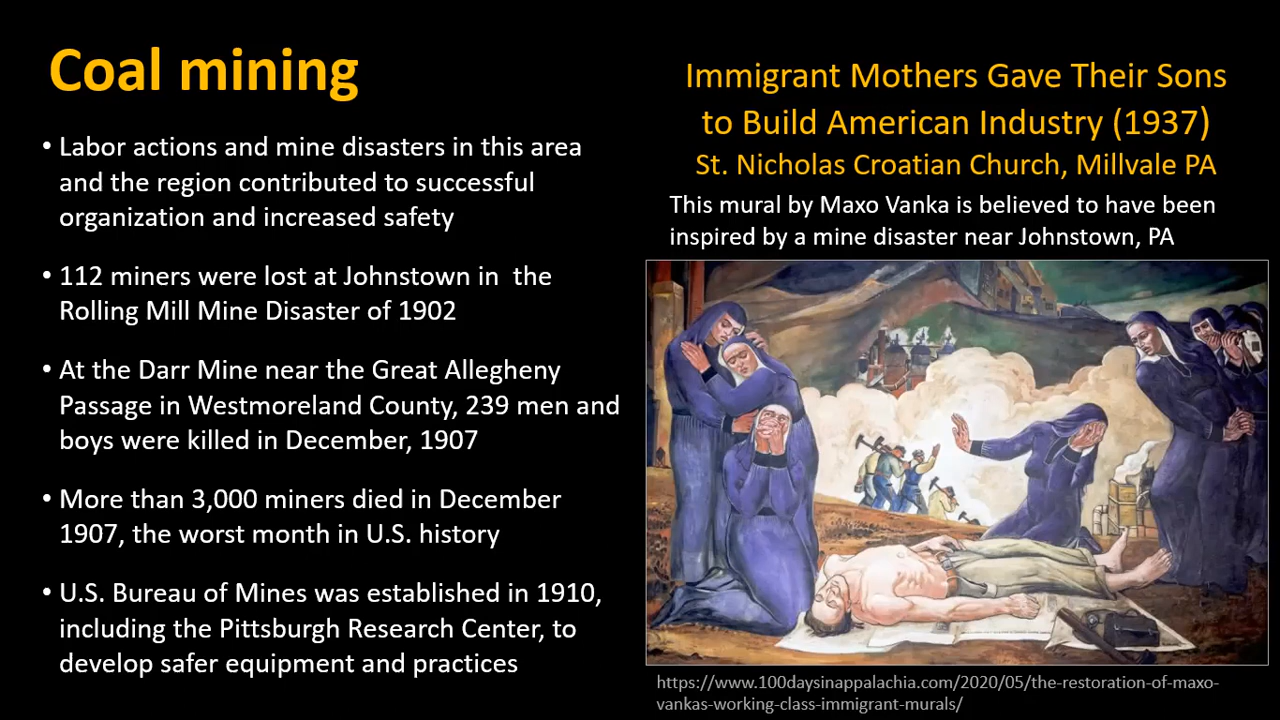 Coal mining
• Labor actions and mine disasters in this area
and the region contributed to successful
organization and increased safety
• 112 miners were lost at Johnstown in  the
Rolling Mill Mine Disaster of 1902
• At the Darr Mine near the Great Allegheny
Passage in Westmoreland County, 239 men and
boys were killed in December, 1907
• More than 3,000 miners died in December
1907, the worst month in U.S. history
• U.S. Bureau of Mines was established in 1910,
including the Pittsburgh Research Center, to
develop safer equipment and practices
Immigrant Mothers Gave Their Sons
to Build American Industry (1937)
St. Nicholas Croatian Church, Millvale PA
This mural by Maxo Vanka is believed to have been
inspired by a mine disaster near Johnstown, PA
https://www.100daysinappalachia.com/2020/05/the-restoration-of-maxo-
vankas-working-class-immigrant-murals/